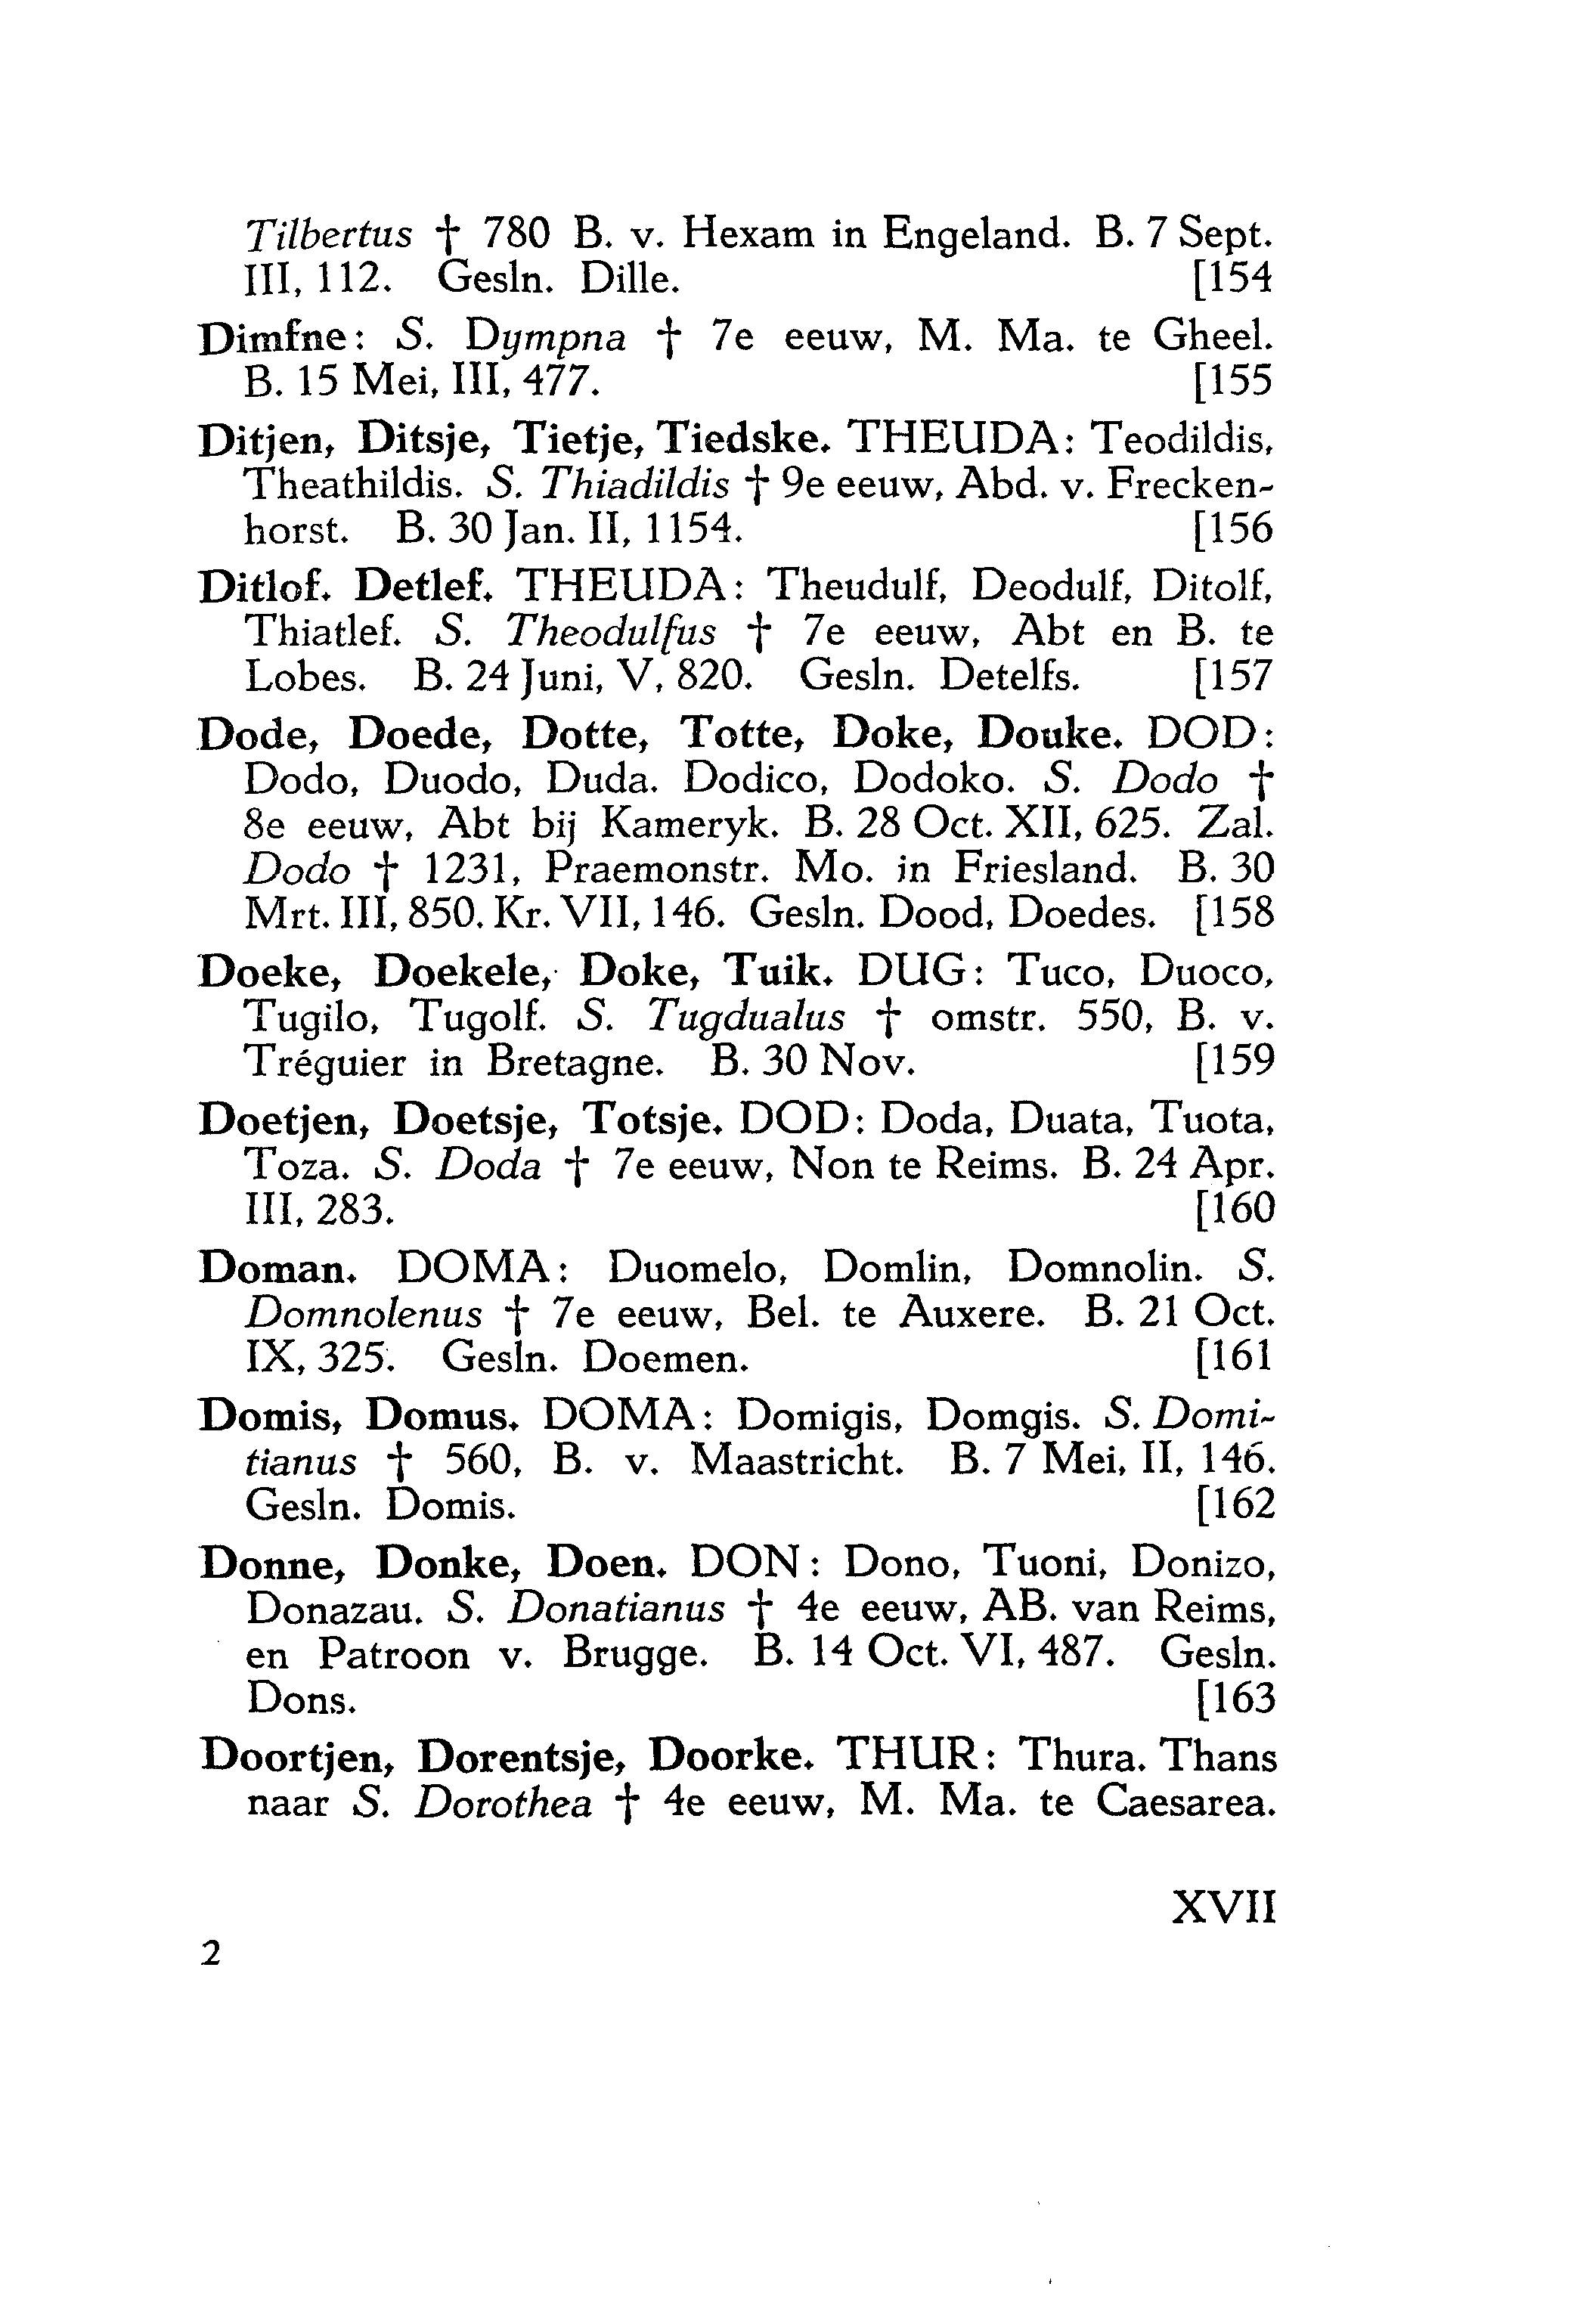 Tilbertus † 780 B. v. Hexam in Engeland. B. 7 Sept.
III, 112. Gesln. Dille. [154
Dimfne: S. Dympna † 7e eeuw, M. Ma. te Gheel.
B. 15 Mei, III, 477. [155
Ditjen, Ditsje, Tietje, Tiedske. THEUDA: Teodildis,
Theathildis. S. Thiadildis † 9e eeuw, Abd. v. Frecken-
horst. B. 30 Jan. II, 1154. [156
Ditlof. Detlef. THEUDA: Theudulf, Deodulf, Ditolf,
Thiatlef. S. Theodulfus † 7e eeuw, Abt en B. te
Lobes. B. 24 Juni, V, 820. Gesln. Detelfs. [157
Dode, Doede, Dotte, Totte, Doke, Douke. DOD:
Dodo, Duodo, Duda. Dodico, Dodoko. S. Dodo †
8e eeuw, Abt bij Kameryk. B. 28 Oct. XII, 625. Zal.
Dodo † 1231, Praemonstr. Mo. in Friesland. B. 30
Mrt. III, 850. Kr. VII, 146. Gesln. Dood, Doedes. [158
Doeke, Doekele, Doke, Tuik. DUG: Tuco, Duoco,
Tugilo, Tugolf. S. Tugdualus † omstr. 550, B. v.
Tréguier in Bretagne. B. 30 Nov. [159
Doetjen, Doetsje, Totsje. DOD: Doda, Duata, Tuota,
Toza. S. Doda † 7e eeuw, Non te Reims. B. 24 Apr.
III, 283. [160
Doman. DOMA: Duomelo, Domlin, Domnolin. S.
Domnolenus † 7e eeuw, Bel. te Auxere. B. 21 Oct.
IX, 325. Gesln. Doemen. [161
Domis, Domus. DOMA: Domigis, Domgis. S. Domi-
tianus † 560, B. v. Maastricht. B. 7 Mei, II, 146.
Gesln. Domis. [162
Donne, Donke, Doen. DON: Dono, Tuoni, Donizo,
Donazau. S. Donatianus † 4e eeuw, AB. van Reims,
en Patroon v. Brugge. B. 14 Oct. VI, 487. Gesln.
Dons. [163
Doortjen, Dorentsje, Doorke. THUR: Thura. Thans
naar S. Dorothea † 4e eeuw, M. Ma. te Caesarea.
XVII
2